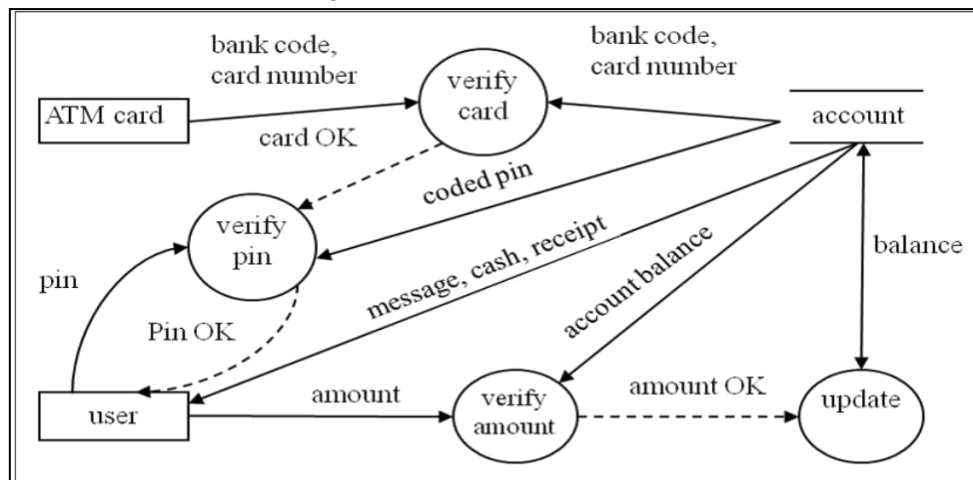 bank code,
card number
bank code,
card number
verify
card
ATM card
account
card OK
coded pin
verify
pin
message, cash, receipt
account balance
balance
pin
Pin OK
amount
amount OK
user
verify
amount
update